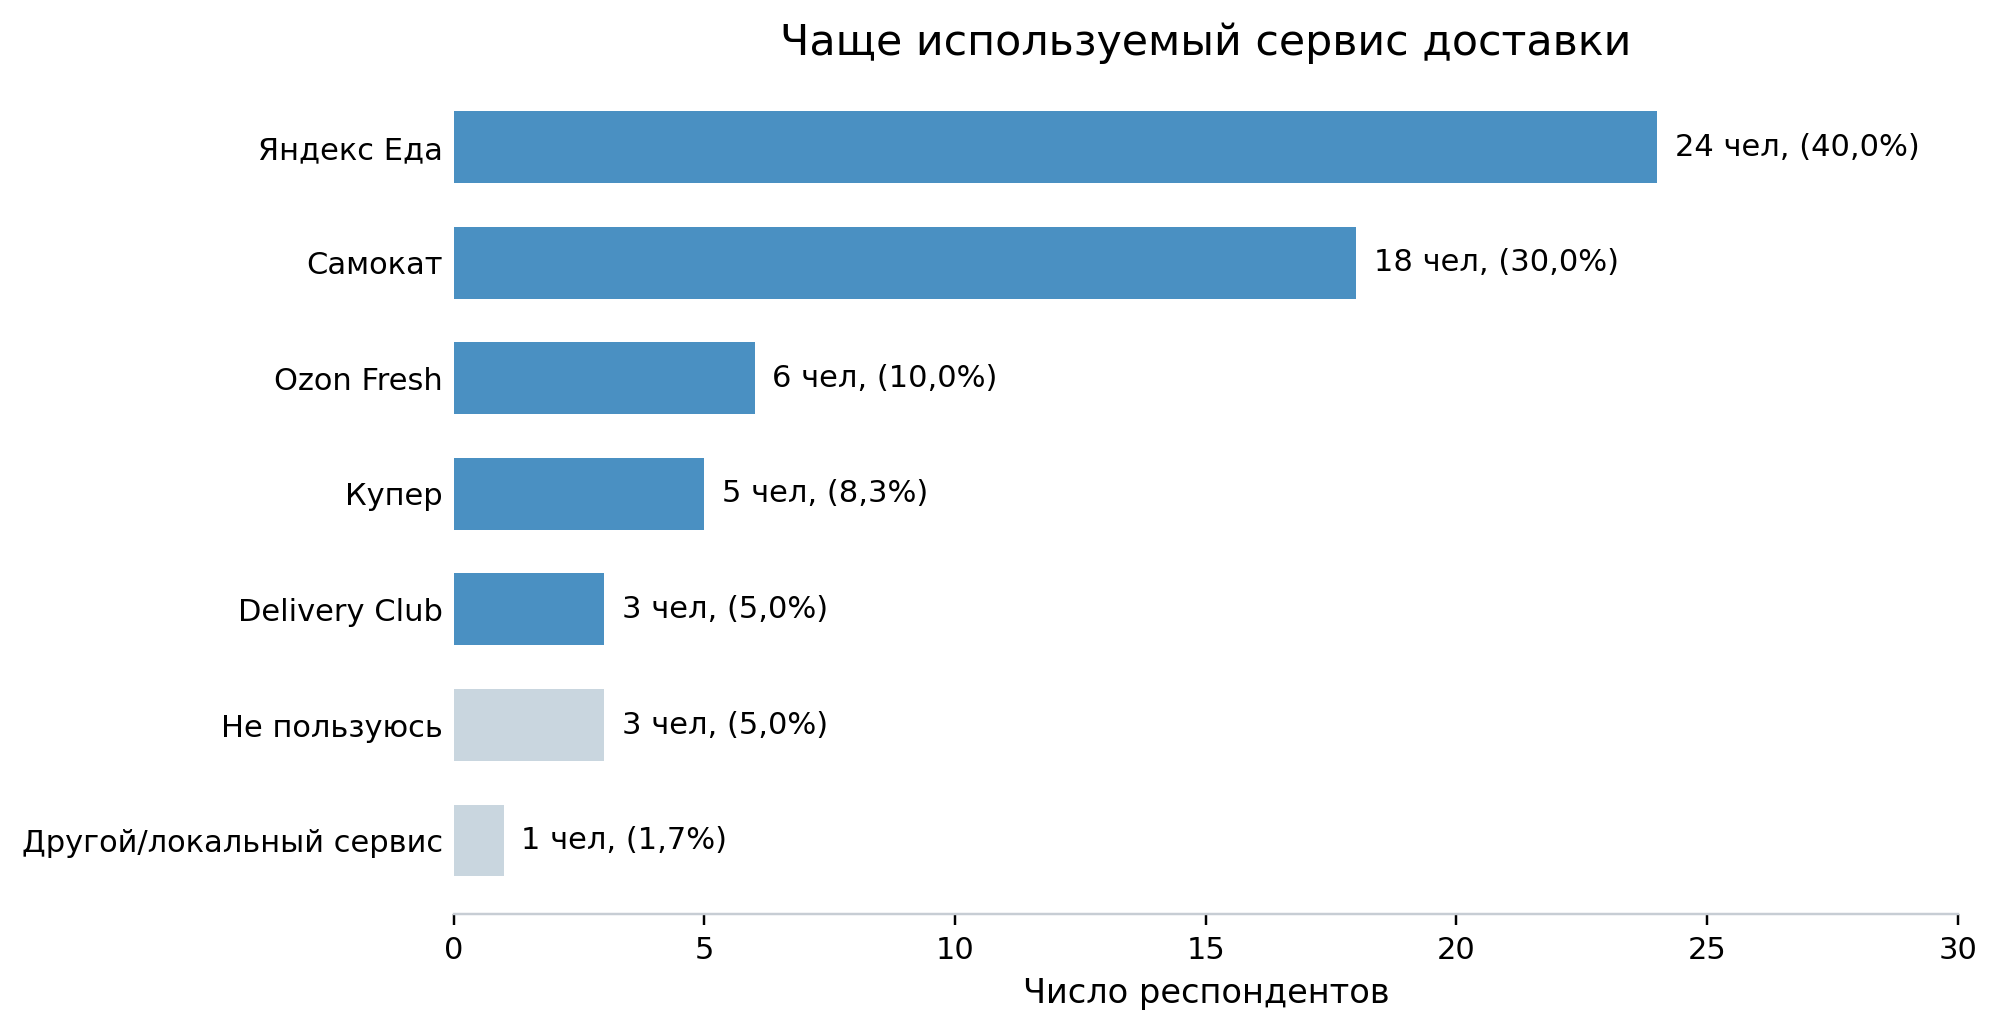 Чаще используемый сервис доставки
Яндекс Еда 24 чел, (40,0%)
Самокат 18 чел, (30,0%)
Ozon Fresh 6 чел, (10,0%)
Купер 5 чел, (8,3%)
Delivery Club 3 чел, (5,0%)
Не пользуюсь 3 чел, (5,0%)
Другой/локальный сервис 1 чел, (1,7%)
0 5 10 15 20 25 30
Число респондентов